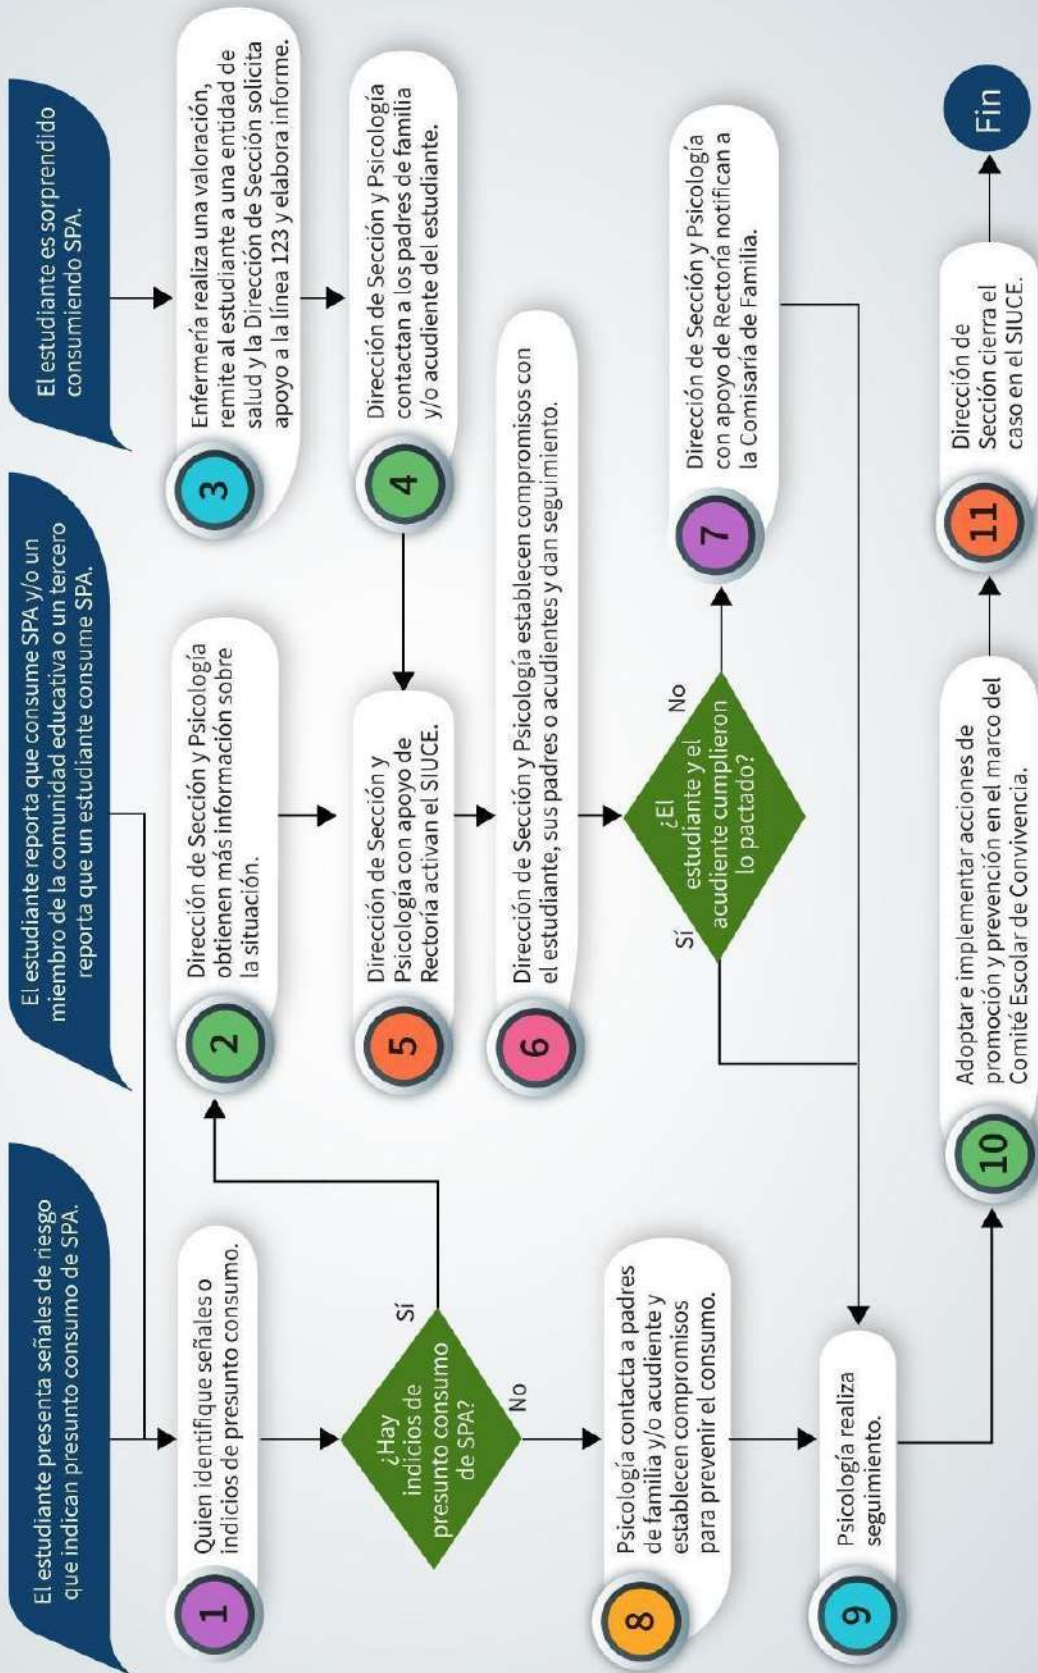 El estudiante presenta señales de riesgo
que indican presunto consumo de SPA.
El estudiante reporta que consume SPA y/o un
miembro de la comunidad educativa o un tercero
reporta que un estudiante consume SPA.
El estudiante es sorprendido
consumiendo SPA.
1
Quien identifique señales o
indicios de presunto consumo.
¿Hay
indicios de
presunto consumo
de SPA?
Sí
No
2
Dirección de Sección y Psicología
obtienen más información sobre
la situación.
3
Enfermería realiza una valoración,
remite al estudiante a una entidad de
salud y la Dirección de Sección solicita
apoyo a la línea 123 y elabora informe.
4
Dirección de Sección y Psicología
contactan a los padres de familia
y/o acudiente del estudiante.
5
Dirección de Sección y
Psicología con apoyo de
Rectoría activan el SIUCE.
6
Dirección de Sección y Psicología establecen compromisos con
el estudiante, sus padres o acudientes y dan seguimiento.
¿El
estudiante y el
acudiente cumplieron
lo pactado?
Sí
No
7
Dirección de Sección y Psicología
con apoyo de Rectoría notifican a
la Comisaría de Familia.
8
Psicología contacta a padres
de familia y/o acudiente y
establecen compromisos
para prevenir el consumo.
9
Psicología realiza
seguimiento.
10
Adoptar e implementar acciones de
promoción y prevención en el marco del
Comité Escolar de Convivencia.
11
Dirección de
Sección cierra el
caso en el SIUCE.
Fin